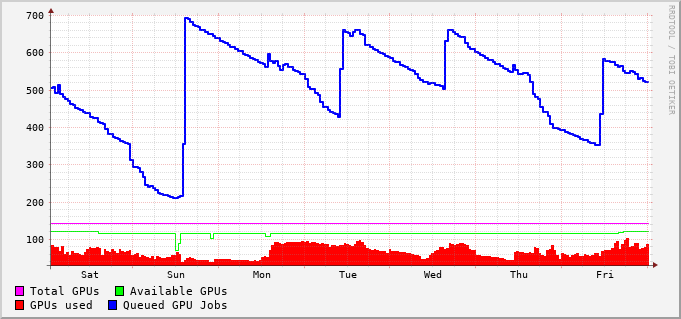 700
600
500
400
300
200
100
Sat Sun Mon Tue Wed Thu Fri
RRDTOOL / TOBI OETIKER
Total GPUs Available GPUs
GPUs used Queued GPU Jobs